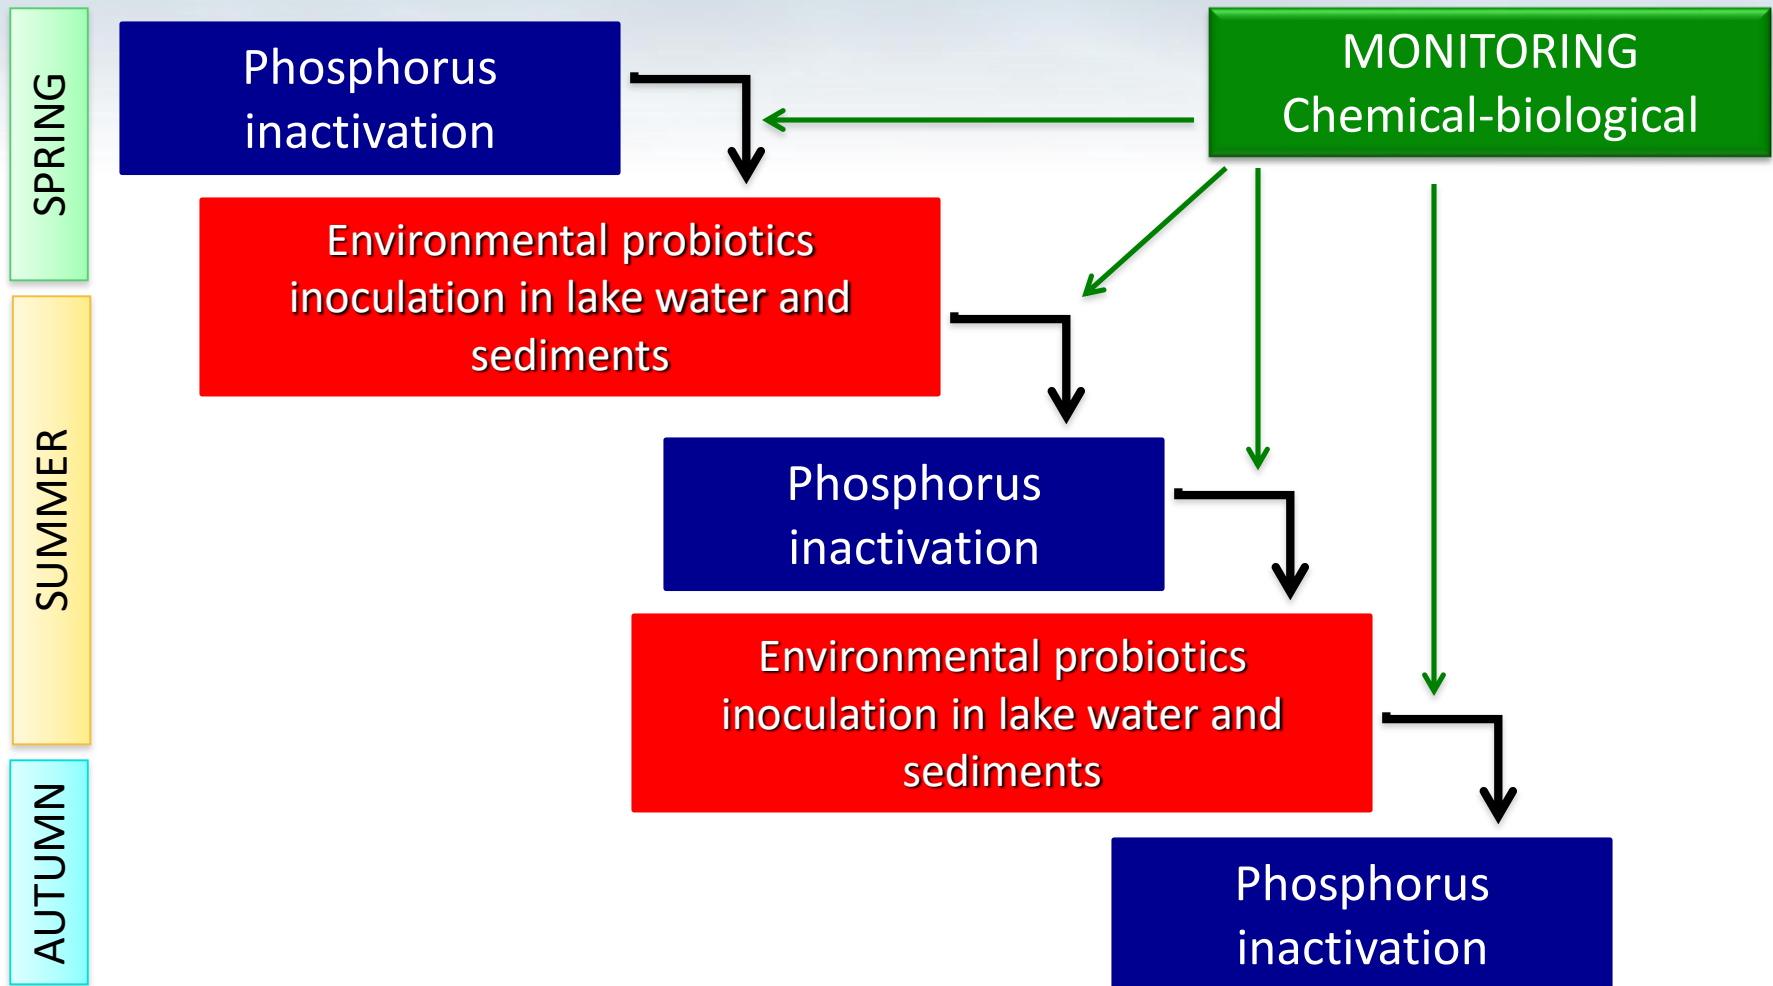 SPRING
Phosphorus
inactivation
MONITORING
Chemical-biological
Environmental probiotics
inoculation in lake water and
sediments
SUMMER
Phosphorus
inactivation
Environmental probiotics
inoculation in lake water and
sediments
AUTUMN
Phosphorus
inactivation